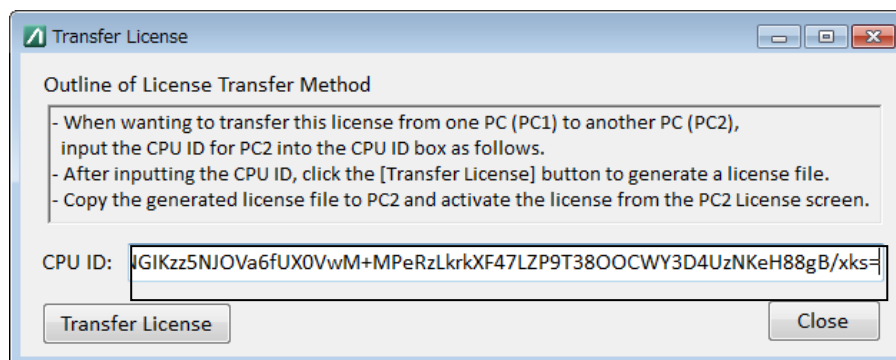 Transfer License
Outline of License Transfer Method
- When wanting to transfer this license from one PC (PC1) to another PC (PC2),
input the CPU ID for PC2 into the CPU ID box as follows.
- After inputting the CPU ID, click the [Transfer License] button to generate a license file.
- Copy the generated license file to PC2 and activate the license from the PC2 License screen.
CPU ID: NGIKzz5NJOVa6fUX0VwM+MPeRzLkrkXF47LZP9T38OOCWY3D4UzNKeH88gB/xks=
Transfer License
Close